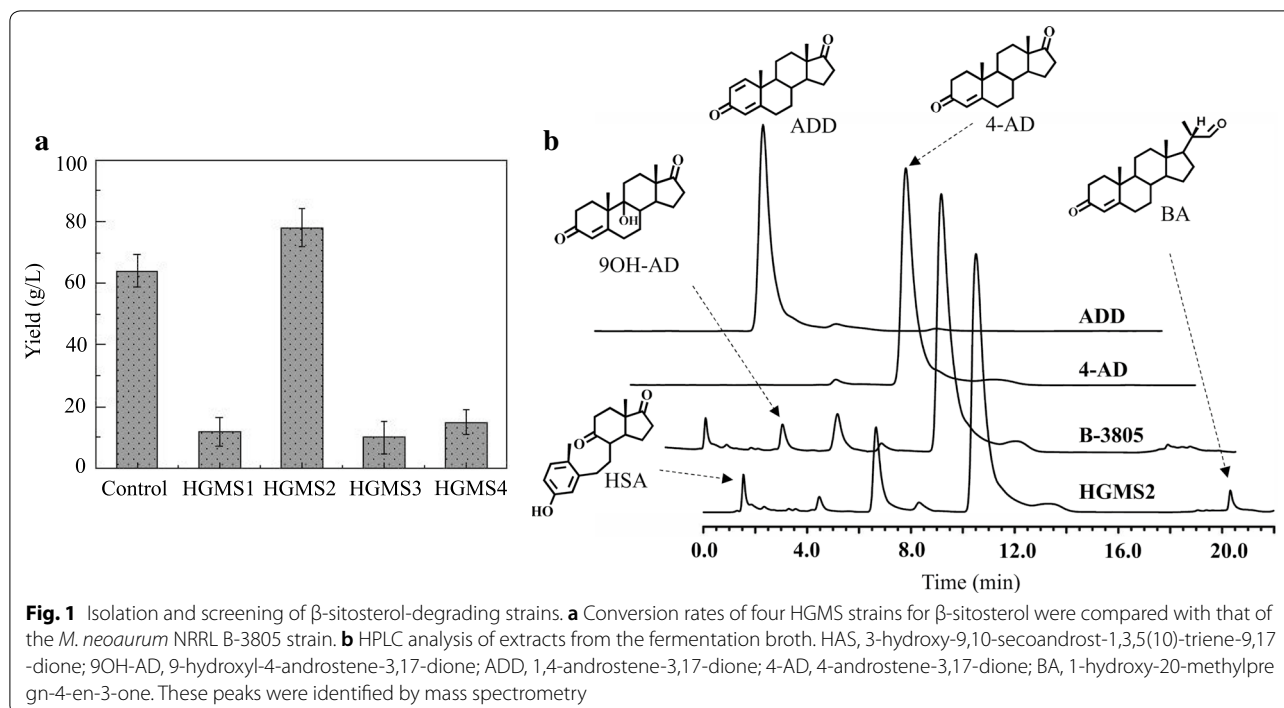 a
Yield (g/L)
100
80
60
40
20
0
Control HGMS1 HGMS2 HGMS3 HGMS4
b
O
O
ADD
O
O
4-AD
H
O
O
BA
O
OH
O
9OH-AD
O
O
HO
HSA
ADD
4-AD
B-3805
HGMS2
0.0 4.0 8.0 12.0 16.0 20.0
Time (min)
Fig. 1 Isolation and screening of β-sitosterol-degrading strains. a Conversion rates of four HGMS strains for β-sitosterol were compared with that of
the M. neoaurum NRRL B-3805 strain. b HPLC analysis of extracts from the fermentation broth. HAS, 3-hydroxy-9,10-secoandrost-1,3,5(10)-triene-9,17
-dione; 9OH-AD, 9-hydroxyl-4-androstene-3,17-dione; ADD, 1,4-androstene-3,17-dione; 4-AD, 4-androstene-3,17-dione; BA, 1-hydroxy-20-methylpre
gn-4-en-3-one. These peaks were identified by mass spectrometry